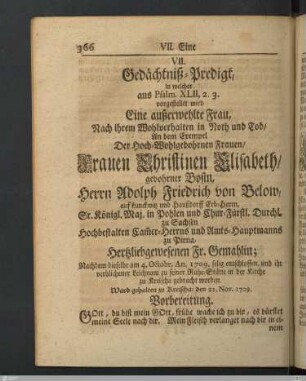 366 VII. Eine
VII.
Gedächtniß-Predigt,
in welcher
aus Psalm. XLII, 2. 3.
vorgestellet wird
Eine außerwehlte Frau,
Nach ihrem Wohlverhalten in Noth und Tod/
An dem Exempel
Der Hoch-Wohlgebohrnen Frauen/
Frauen Christinen Elisabeth/
gebohrner Bosin,
Herrn Adolph Friedrich von Below,
auf und Erb-Herrn,
Sr. Königl. Maj. in Pohlen und Chur-Fürstl. Durchl.
zu Sachsen
Hochbestalten Cammer-Herrns und Amts-Hauptmanns
zu Pirna,
Hertzliebgewesenen Fr. Gemahlin;
Nachdem dieselbe am 4. Octobr. An. 1709. selig entschlaffen, und ihr
verblichener Leichnam zu seiner Ruhe-Stätte in der Kirche
zu Kreischa gebracht worden.
Ward gehalten zu Kreischa: den 22. Nov. 1709.
Vorbereitung.
GOtt, du bist mein GOtt, frühe wache ich zu dir, es dürstet
meine Seele nach dir. Mein Fleisch verlanget nach dir in ei-
nem